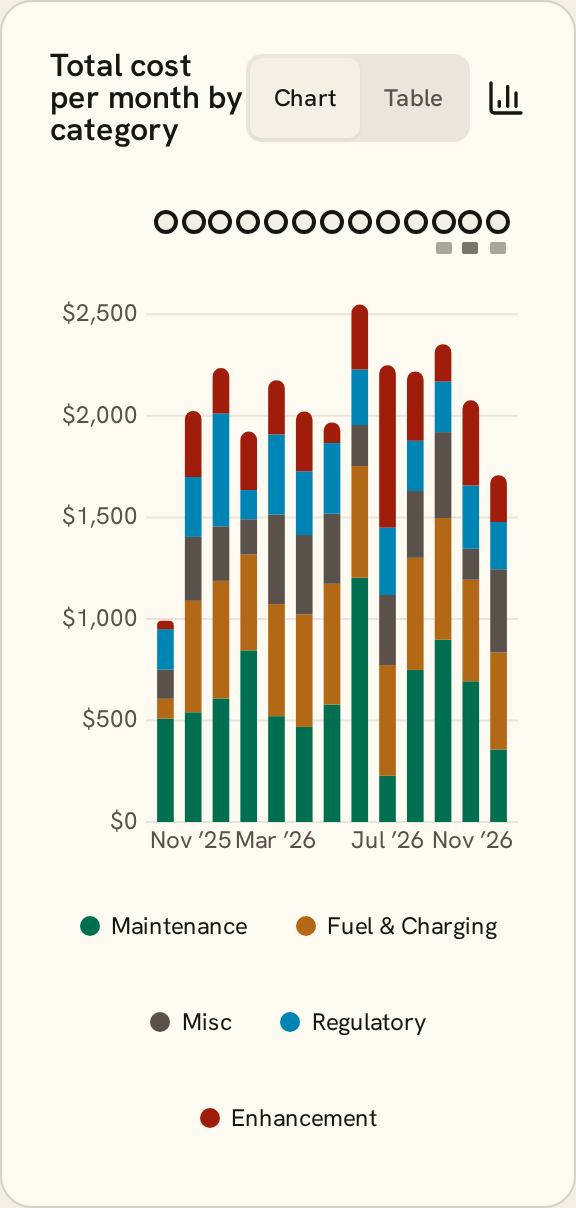 Total cost
per month by
category
Chart
Table
$2,500
$2,000
$1,500
$1,000
$500
$0
Nov ’25 Mar ’26 Jul ’26 Nov ’26
Maintenance
Fuel & Charging
Misc
Regulatory
Enhancement